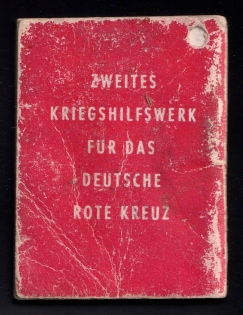 ZWEITES
KRIEGSHILFSWERK
FÜR DAS
DEUTSCHE
ROTE KREUZ